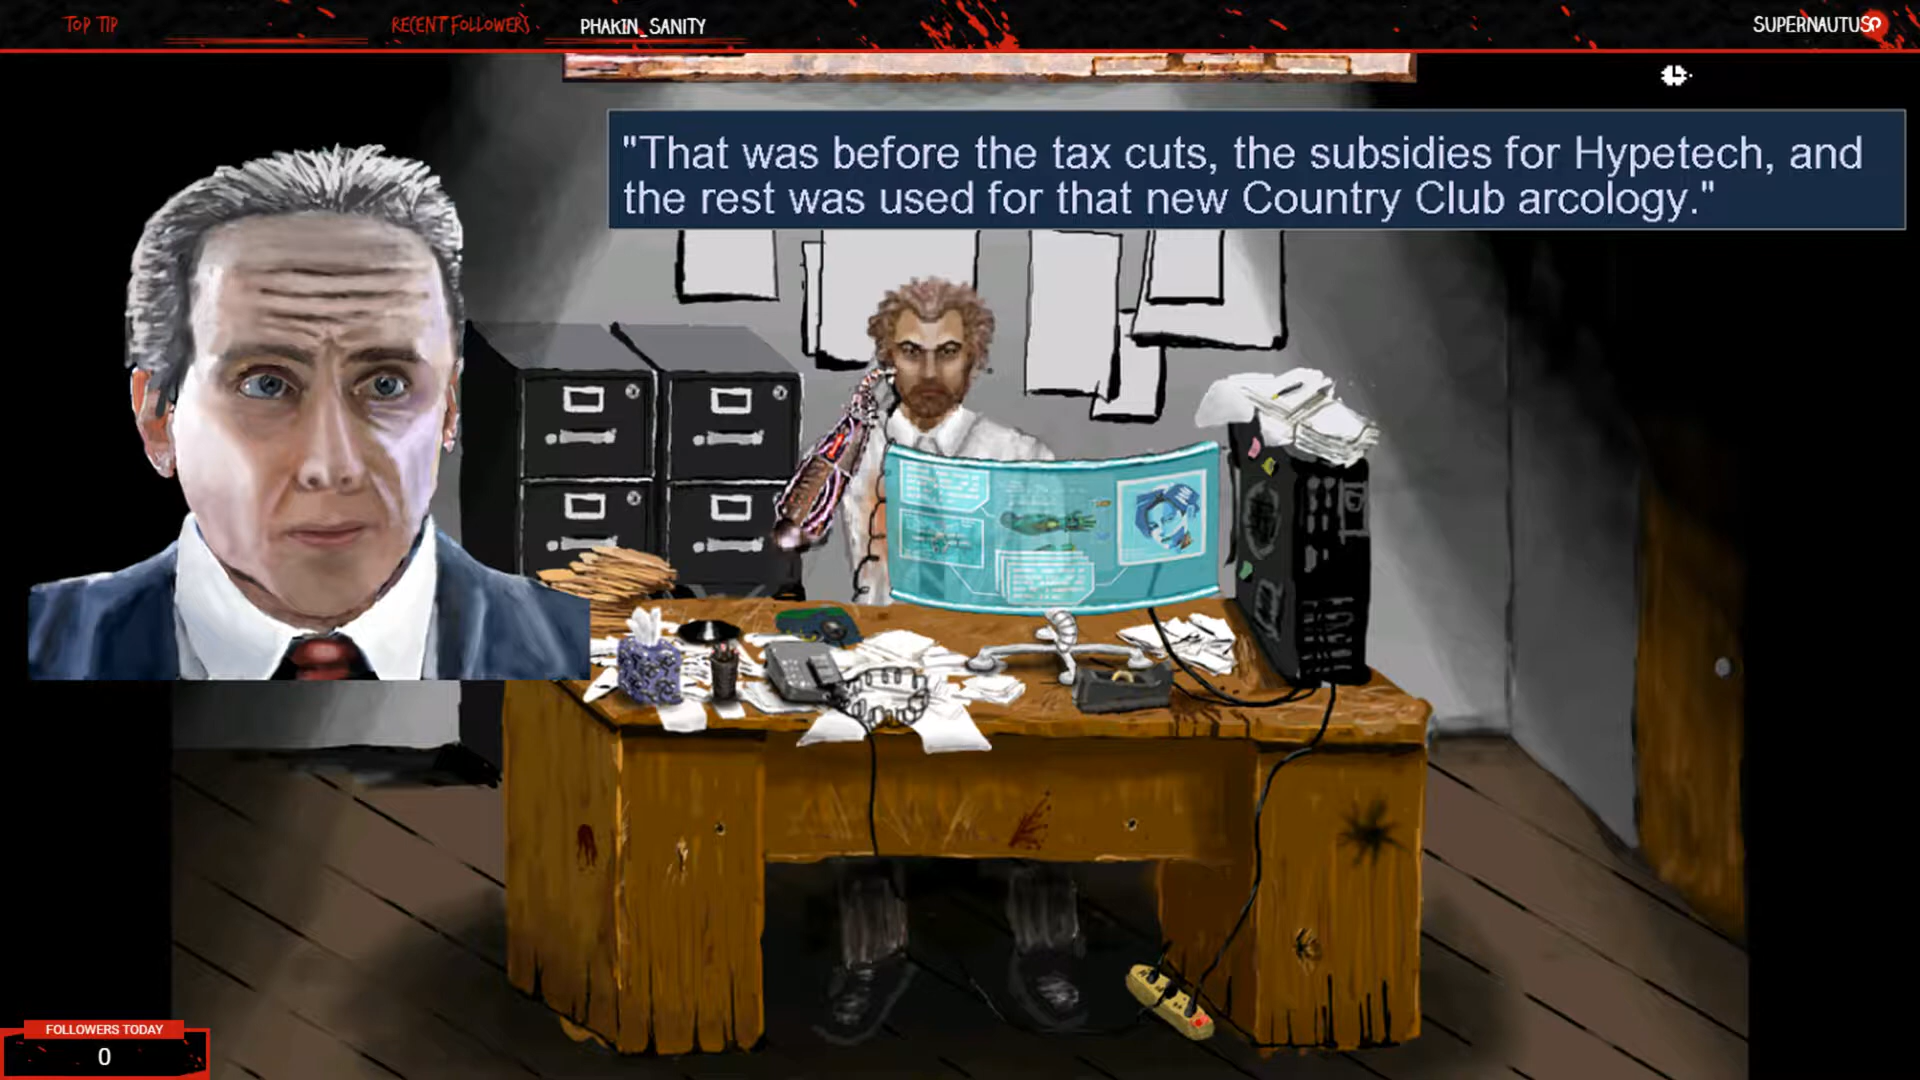 TOP TIP
RECENT FOLLOWERS
PHAKIN_SANITY
SUPERNAUTUS
"That was before the tax cuts, the subsidies for Hypetech, and
the rest was used for that new Country Club arcology."
FOLLOWERS TODAY
0